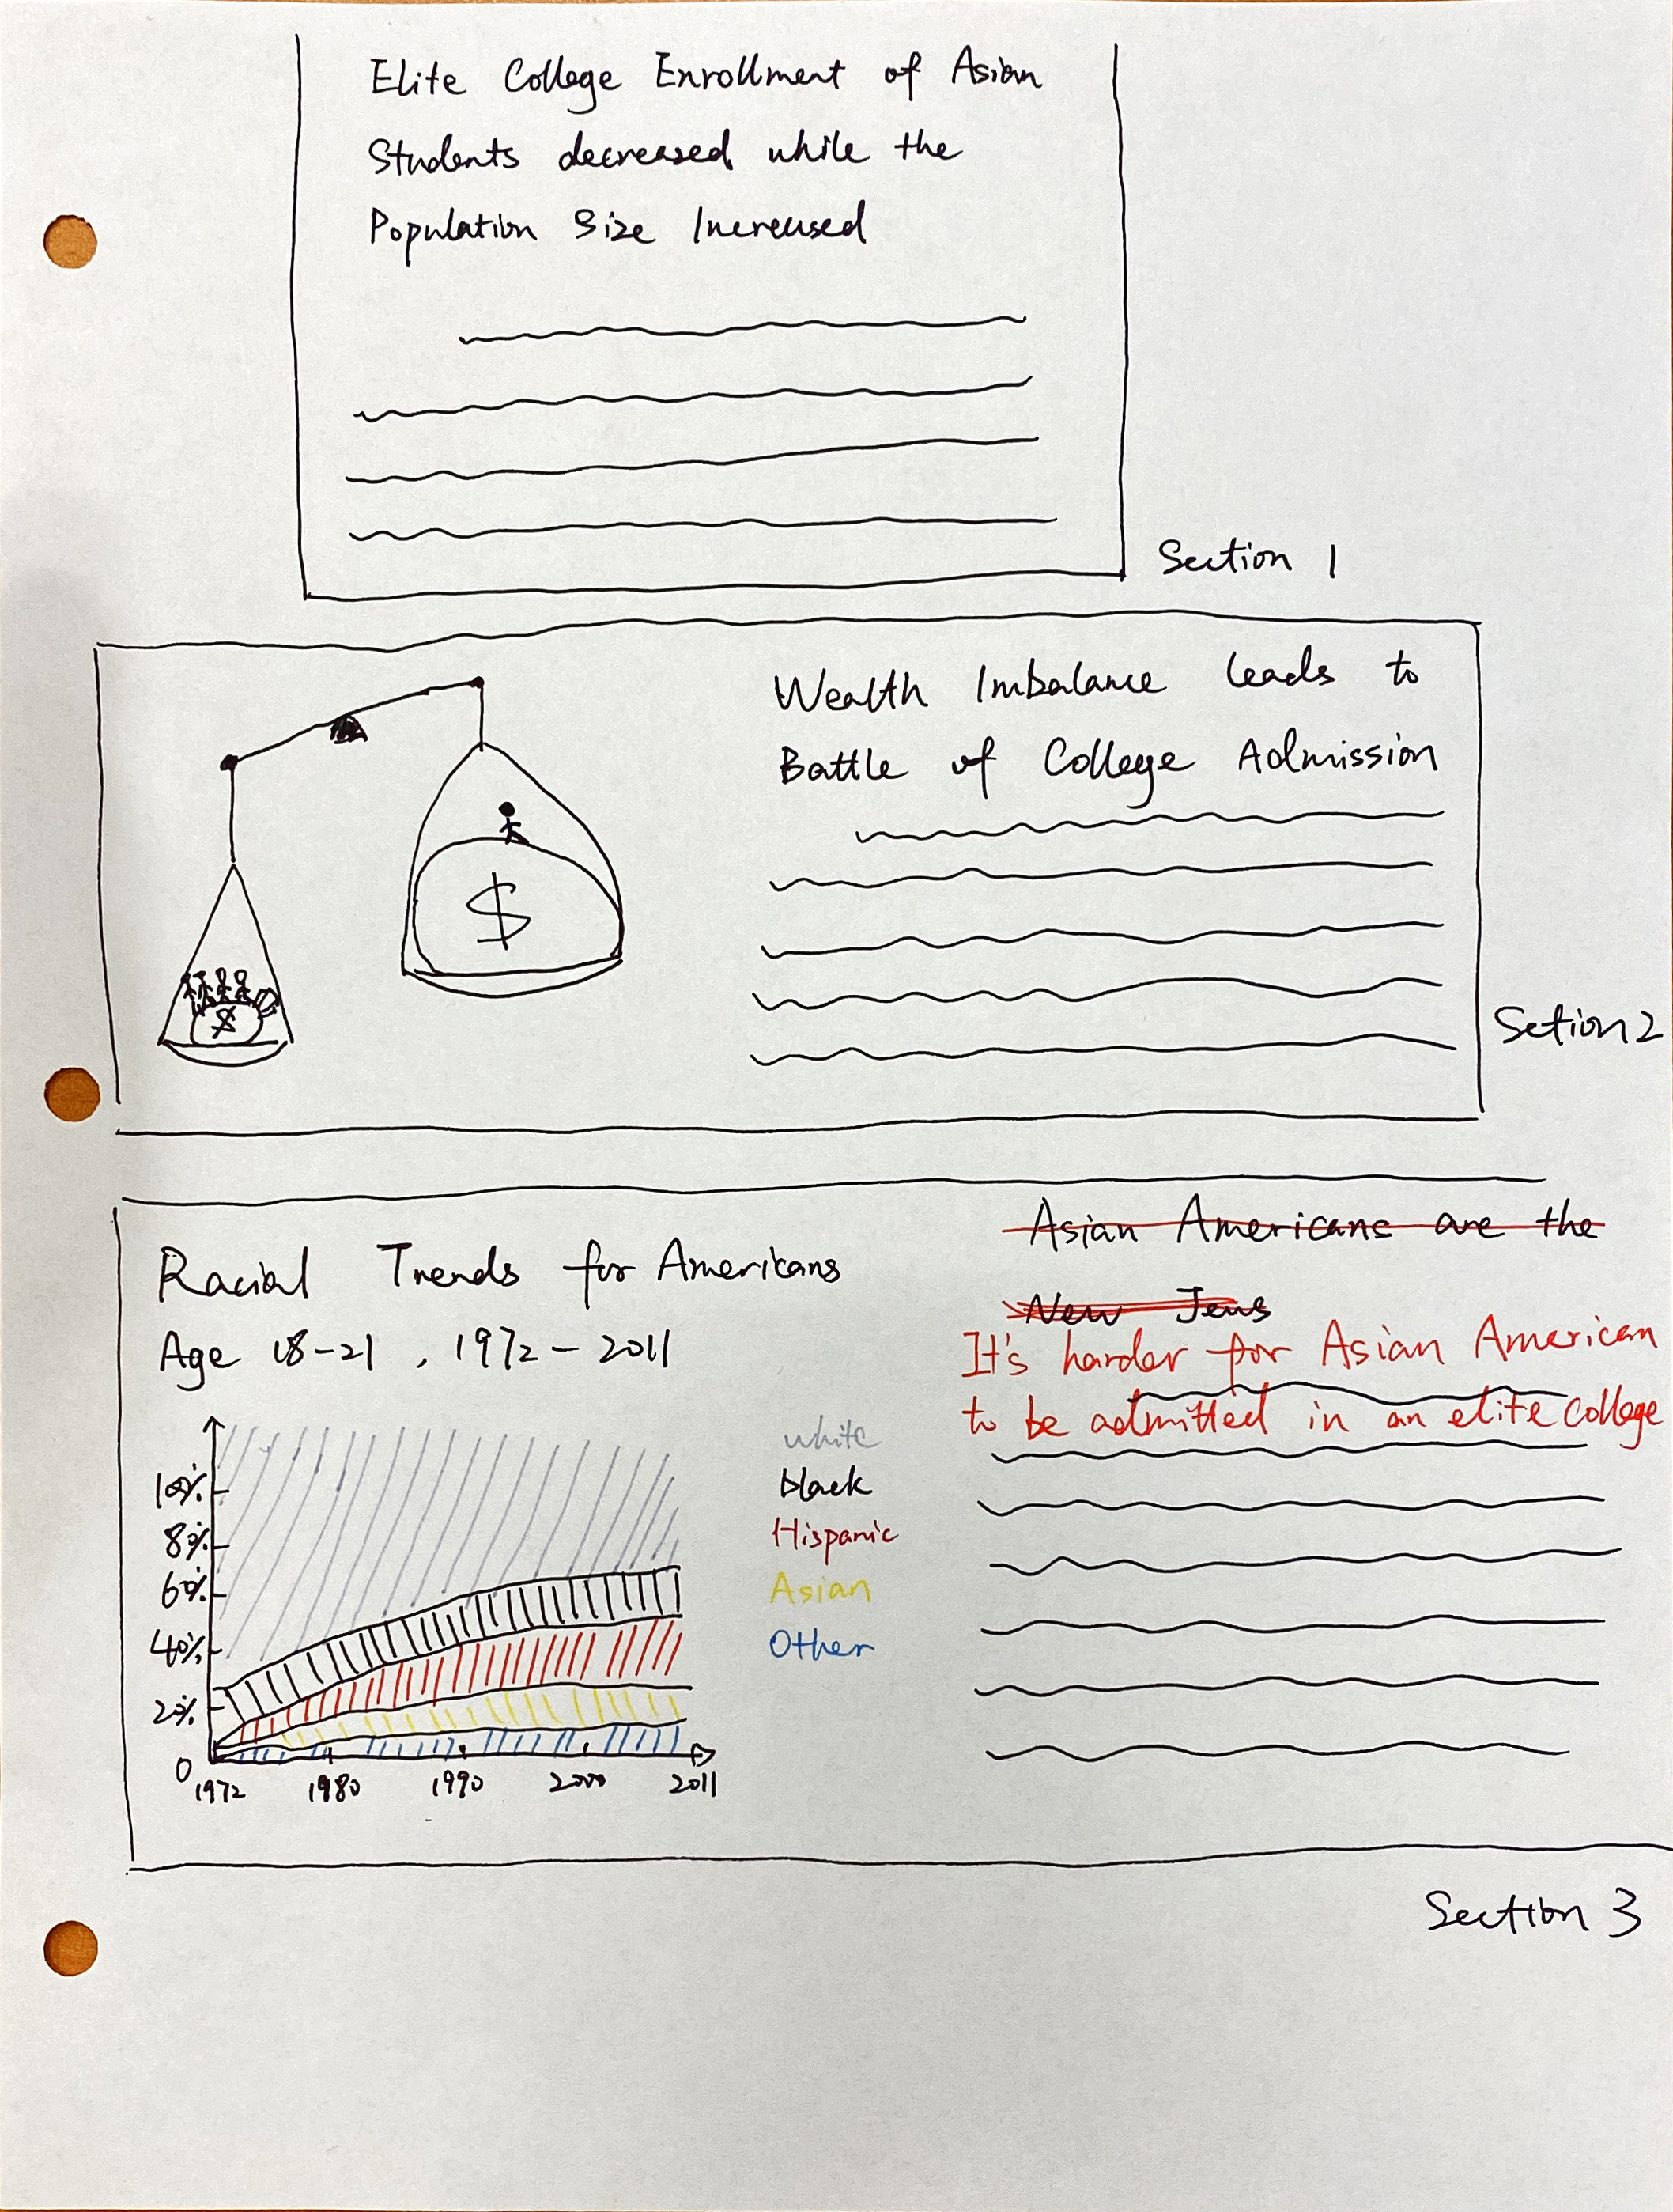 Elite College Enrollment of Asian
Students decreased while the
Population Size Increased
Section 1
Wealth Imbalance leads to
Battle of College Admission
$
$
Setion 2
Racial Trends for Americans
Age 18-21 , 1972 - 2011
100%
80%
60%
40%
20%
0
1972 1980 1990 2000 2011
white
black
Hispanic
Asian
Other
Asian Americans are the
New Jews
It's harder for Asian American
to be admitted in an elite college
Section 3